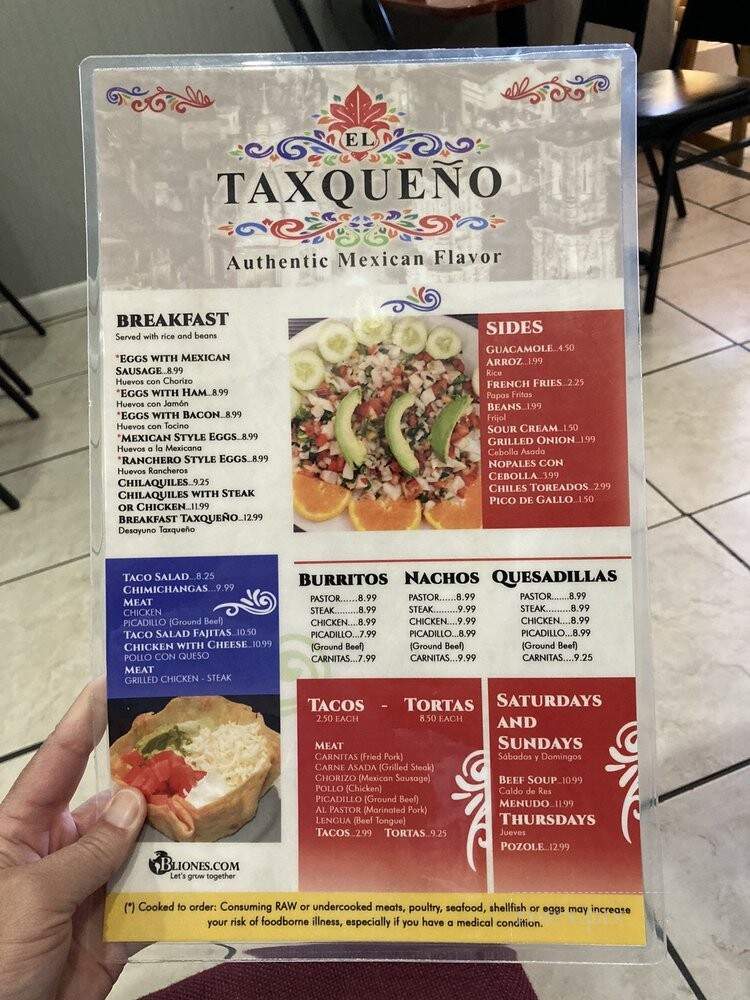 EL
TAXQUEÑO
Authentic Mexican Flavor
BREAKFAST
Served with rice and beans
*EGGS WITH MEXICAN
SAUSAGE...8.99
Huevos con Chorizo
*EGGS WITH HAM...8.99
Huevos con Jamón
*EGGS WITH BACON...8.99
Huevos con Tocino
*MEXICAN STYLE EGGS...8.99
Huevos a la Mexicana
*RANCHERO STYLE EGGS...8.99
Huevos Rancheros
CHILAQUILES...9.25
CHILAQUILES WITH STEAK
OR CHICKEN...11.99
BREAKFAST TAXQUEÑO...12.99
Desayuno Taxqueño
SIDES
GUACAMOLE...4.50
ARROZ...1.99
Rice
FRENCH FRIES...2.25
Papas Fritas
BEANS...1.99
Frijol
SOUR CREAM...1.50
GRILLED ONION...1.99
Cebolla Asada
NOPALES CON
CEBOLLA...3.99
CHILES TOREADOS...2.99
PICO DE GALLO...1.50
TACO SALAD...8.25
CHIMICHANGAS...9.99
MEAT
CHICKEN
PICADILLO (Ground Beef)
TACO SALAD FAJITAS...10.50
CHICKEN WITH CHEESE...10.99
POLLO CON QUESO
MEAT
GRILLED CHICKEN - STEAK
BURRITOS
PASTOR......8.99
STEAK.........8.99
CHICKEN....8.99
PICADILLO...7.99
(Ground Beef)
CARNITAS...7.99
NACHOS
PASTOR......8.99
STEAK.........9.99
CHICKEN....9.99
PICADILLO...8.99
(Ground Beef)
CARNITAS...9.99
QUESADILLAS
PASTOR......8.99
STEAK.........8.99
CHICKEN....8.99
PICADILLO...8.99
(Ground Beef)
CARNITAS....9.25
TACOS - TORTAS
2.50 EACH 8.50 EACH
MEAT
CARNITAS (Fried Pork)
CARNE ASADA (Grilled Steak)
CHORIZO (Mexican Sausage)
POLLO (Chicken)
PICADILLO (Ground Beef)
AL PASTOR (Marinated Pork)
LENGUA (Beef Tongue)
TACOS...2.99 TORTAS...9.25
SATURDAYS
AND
SUNDAYS
Sábados y Domingos
BEEF SOUP...10.99
Caldo de Res
MENUDO...11.99
THURSDAYS
Jueves
POZOLE...12.99
BLIONES.COM
Let's grow together
(*) Cooked to order: Consuming RAW or undercooked meats, poultry, seafood, shellfish or eggs may increase
your risk of foodborne illness, especially if you have a medical condition.